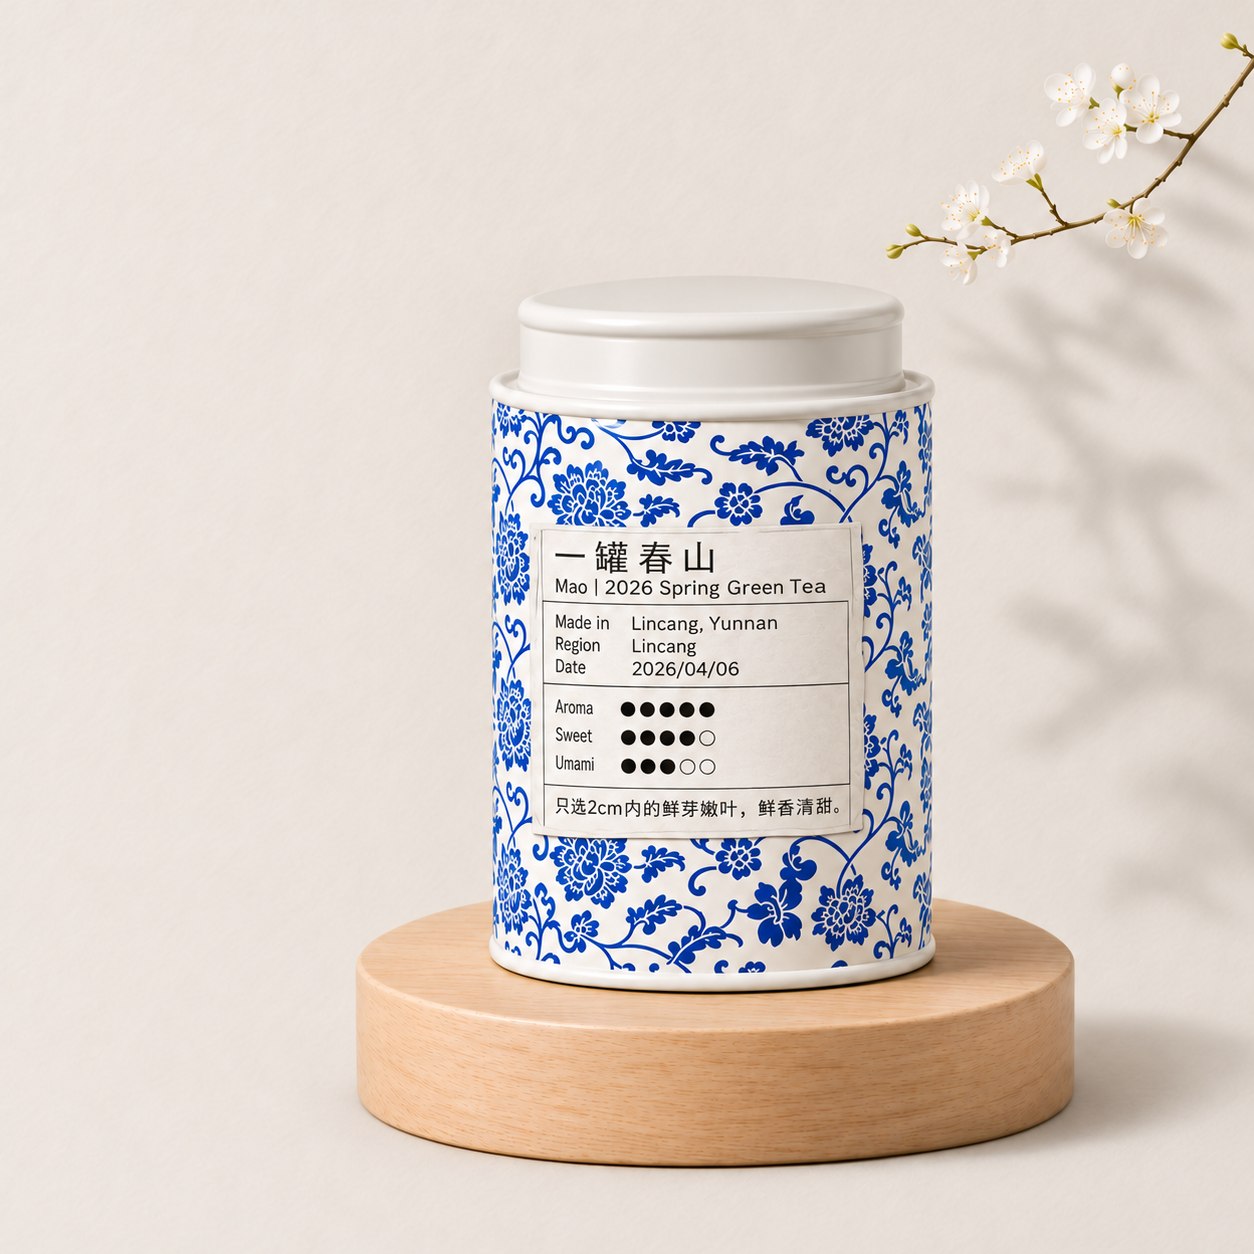 一罐春山
Mao | 2026 Spring Green Tea
Made in Lincang, Yunnan
Region Lincang
Date 2026/04/06
Aroma ●●●●●
Sweet ●●●●○
Umami ●●●○○
只选2cm内的鲜芽嫩叶，鲜香清甜。